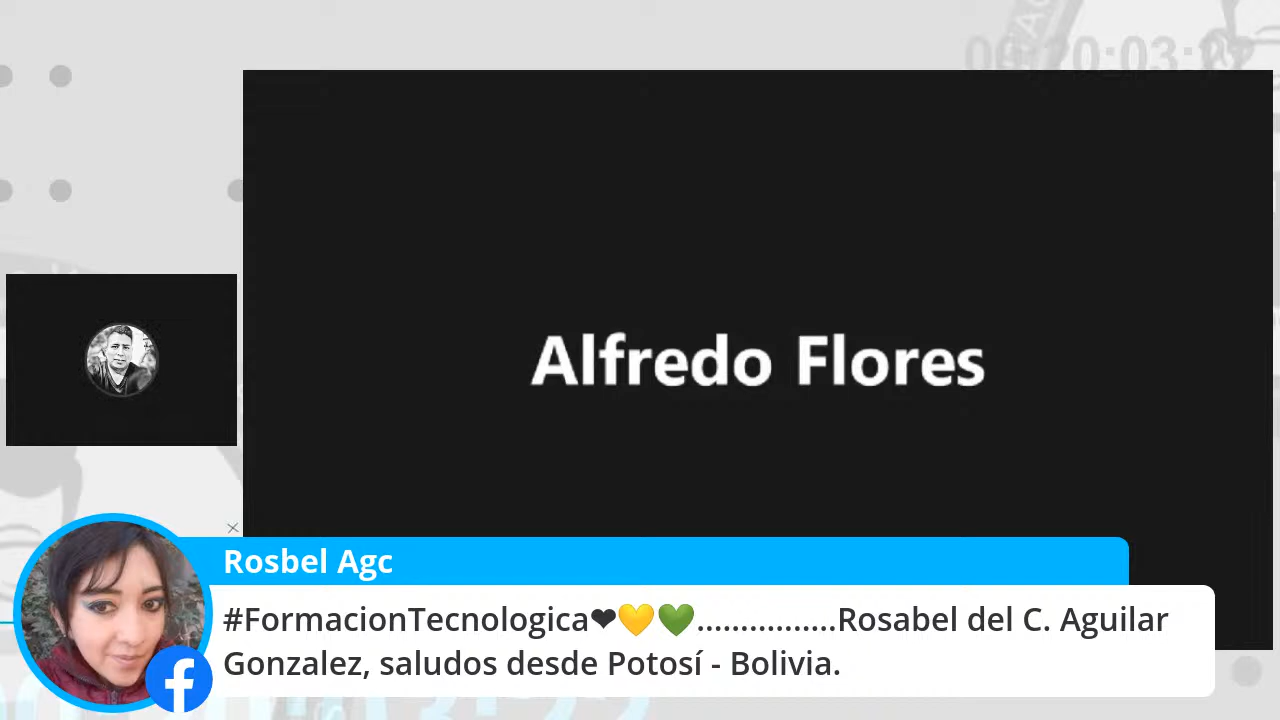 Alfredo Flores
Rosbel Agc
#FormacionTecnologica❤💛💚................Rosabel del C. Aguilar
Gonzalez, saludos desde Potosí - Bolivia.